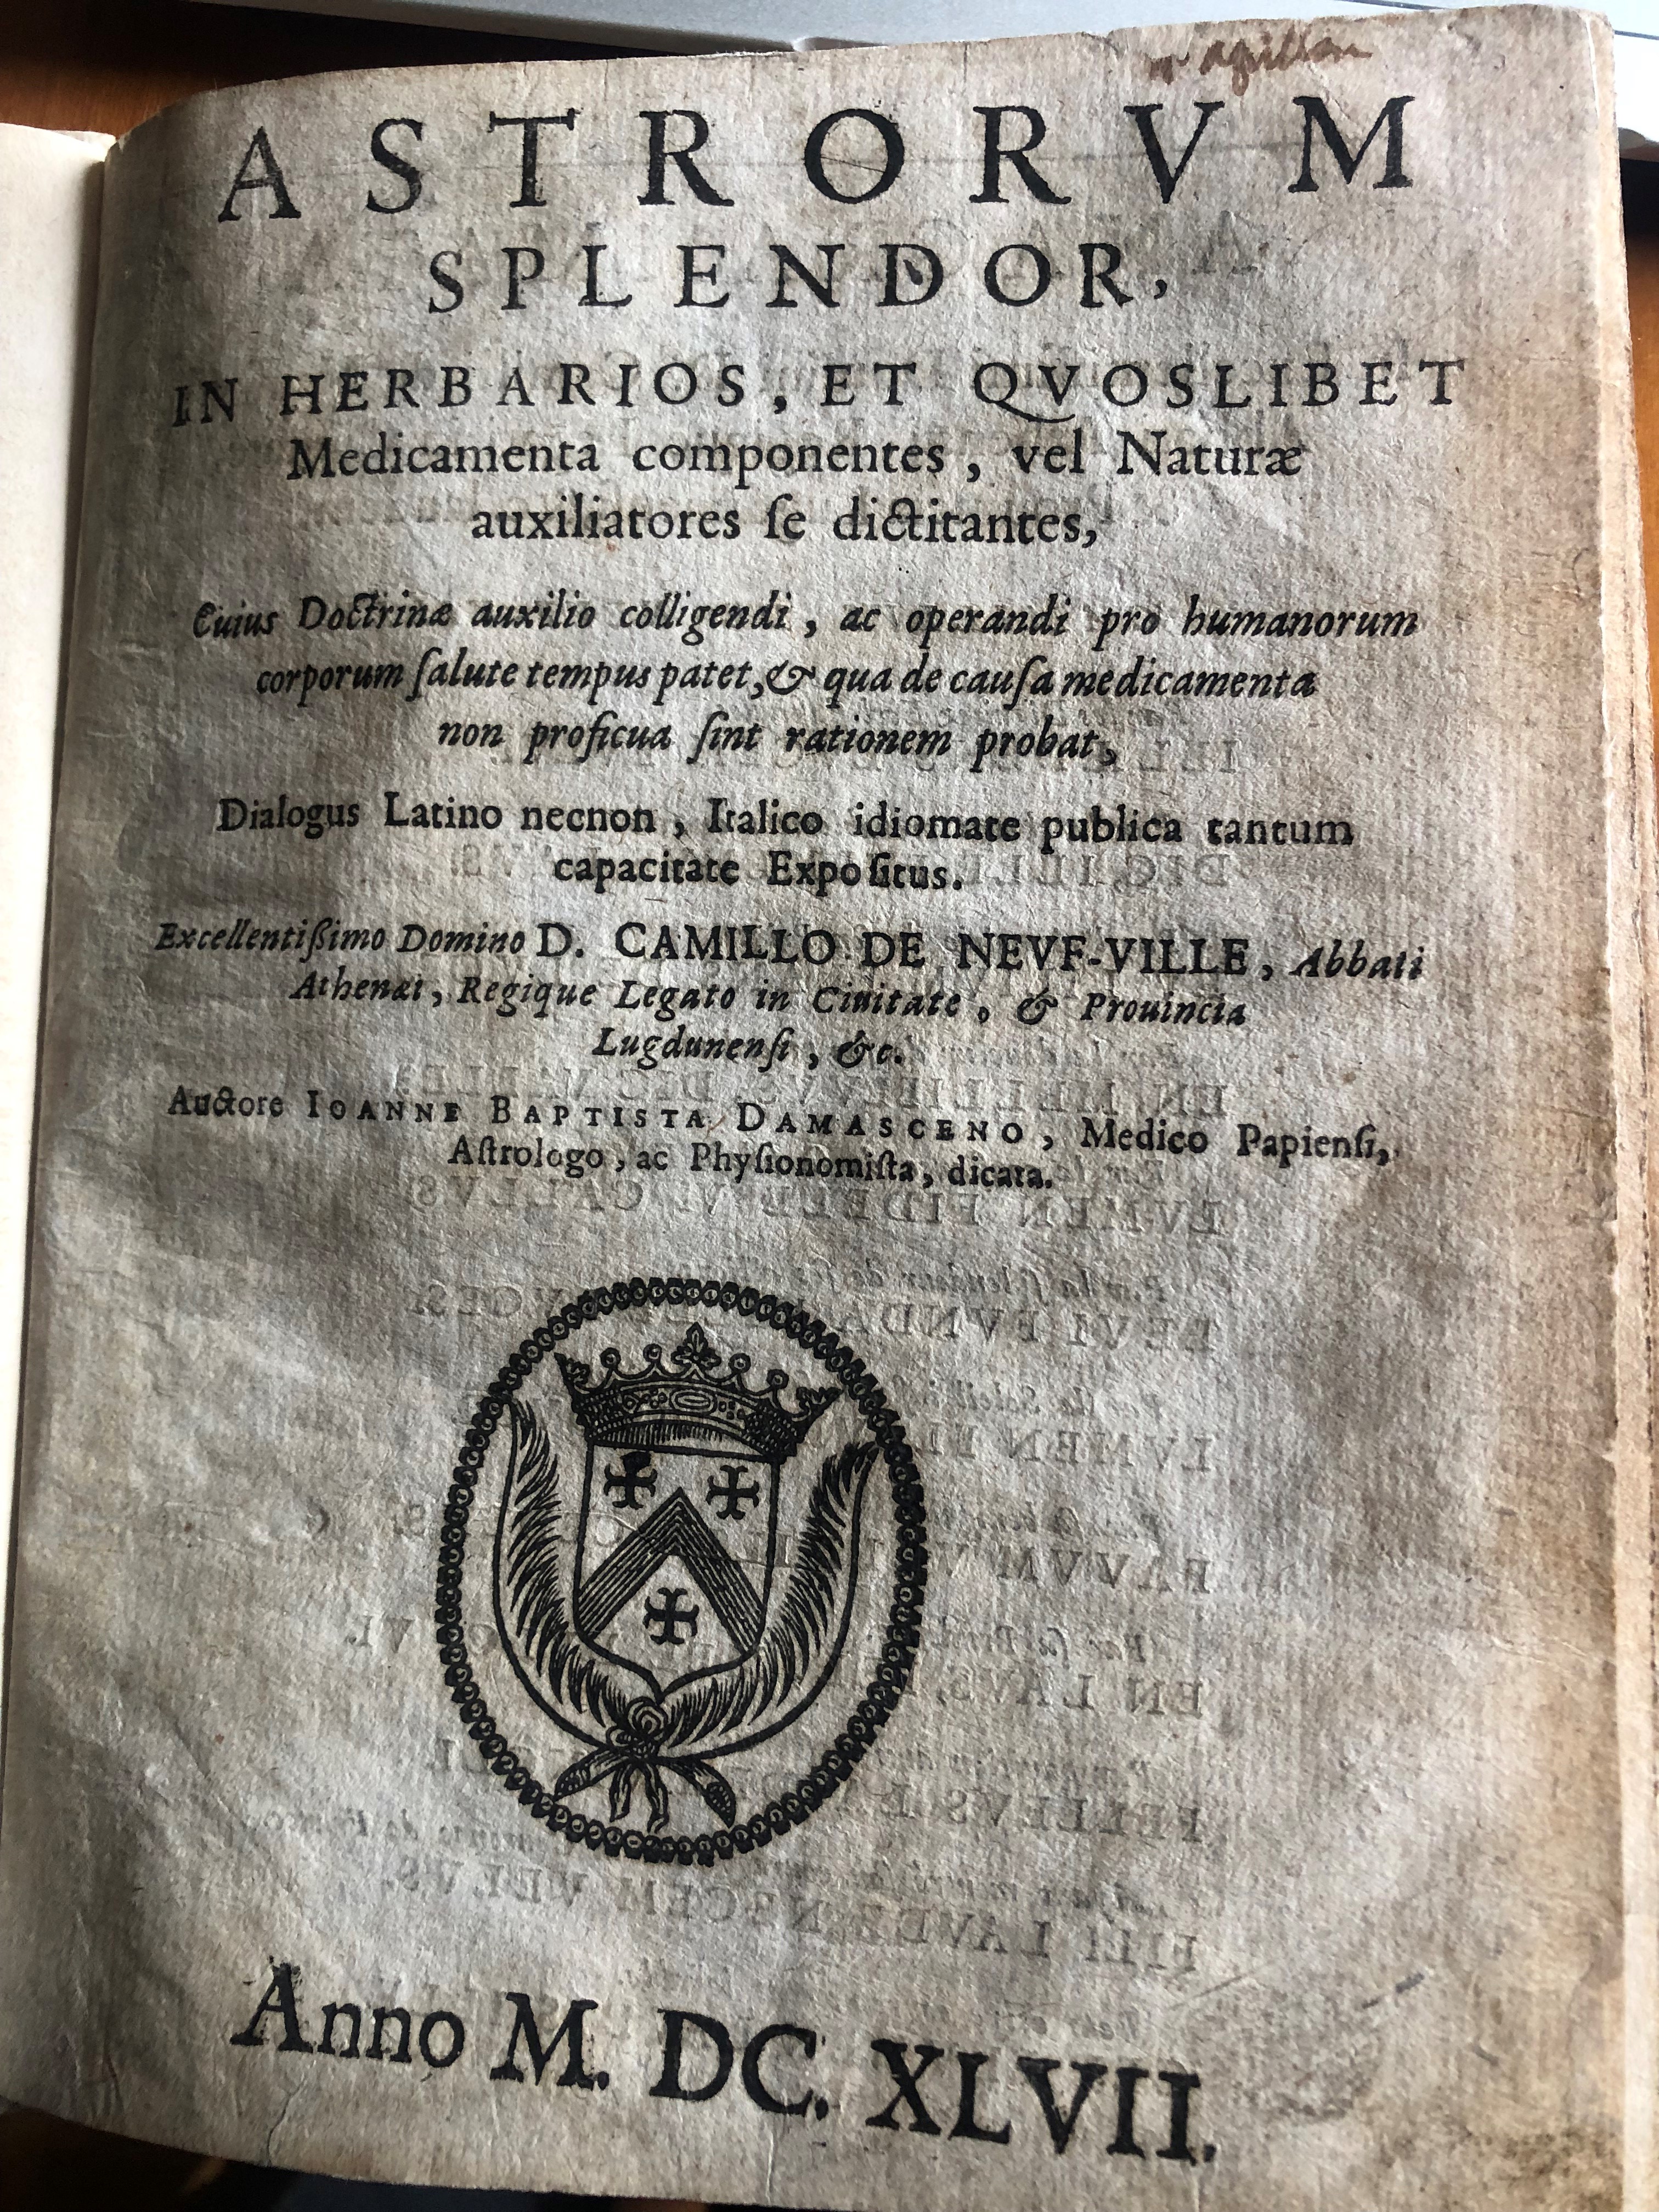 ASTRORVM
SPLENDOR,
IN HERBARIOS, ET QVOSLIBET
Medicamenta componentes, vel Naturæ
auxiliatores ſe dictitantes,
Cuius Doctrinæ auxilio colligendi, ac operandi pro humanorum
corporum ſalute tempus patet, & qua de cauſa medicamenta
non proficua ſint rationem probat,
Dialogus Latino necnon, Italico idiomate publica tantum
capacitate Expoſitus.
Excellentißimo Domino D. CAMILLO DE NEVF-VILLE, Abbati
Athenæi, Regique Legato in Ciuitate, & Prouincia
Lugdunenſi, &c.
Auctore IOANNE BAPTISTA DAMASCENO, Medico Papienſi,
Aſtrologo, ac Phyſionomiſta, dicata.
Anno M. DC. XLVII.